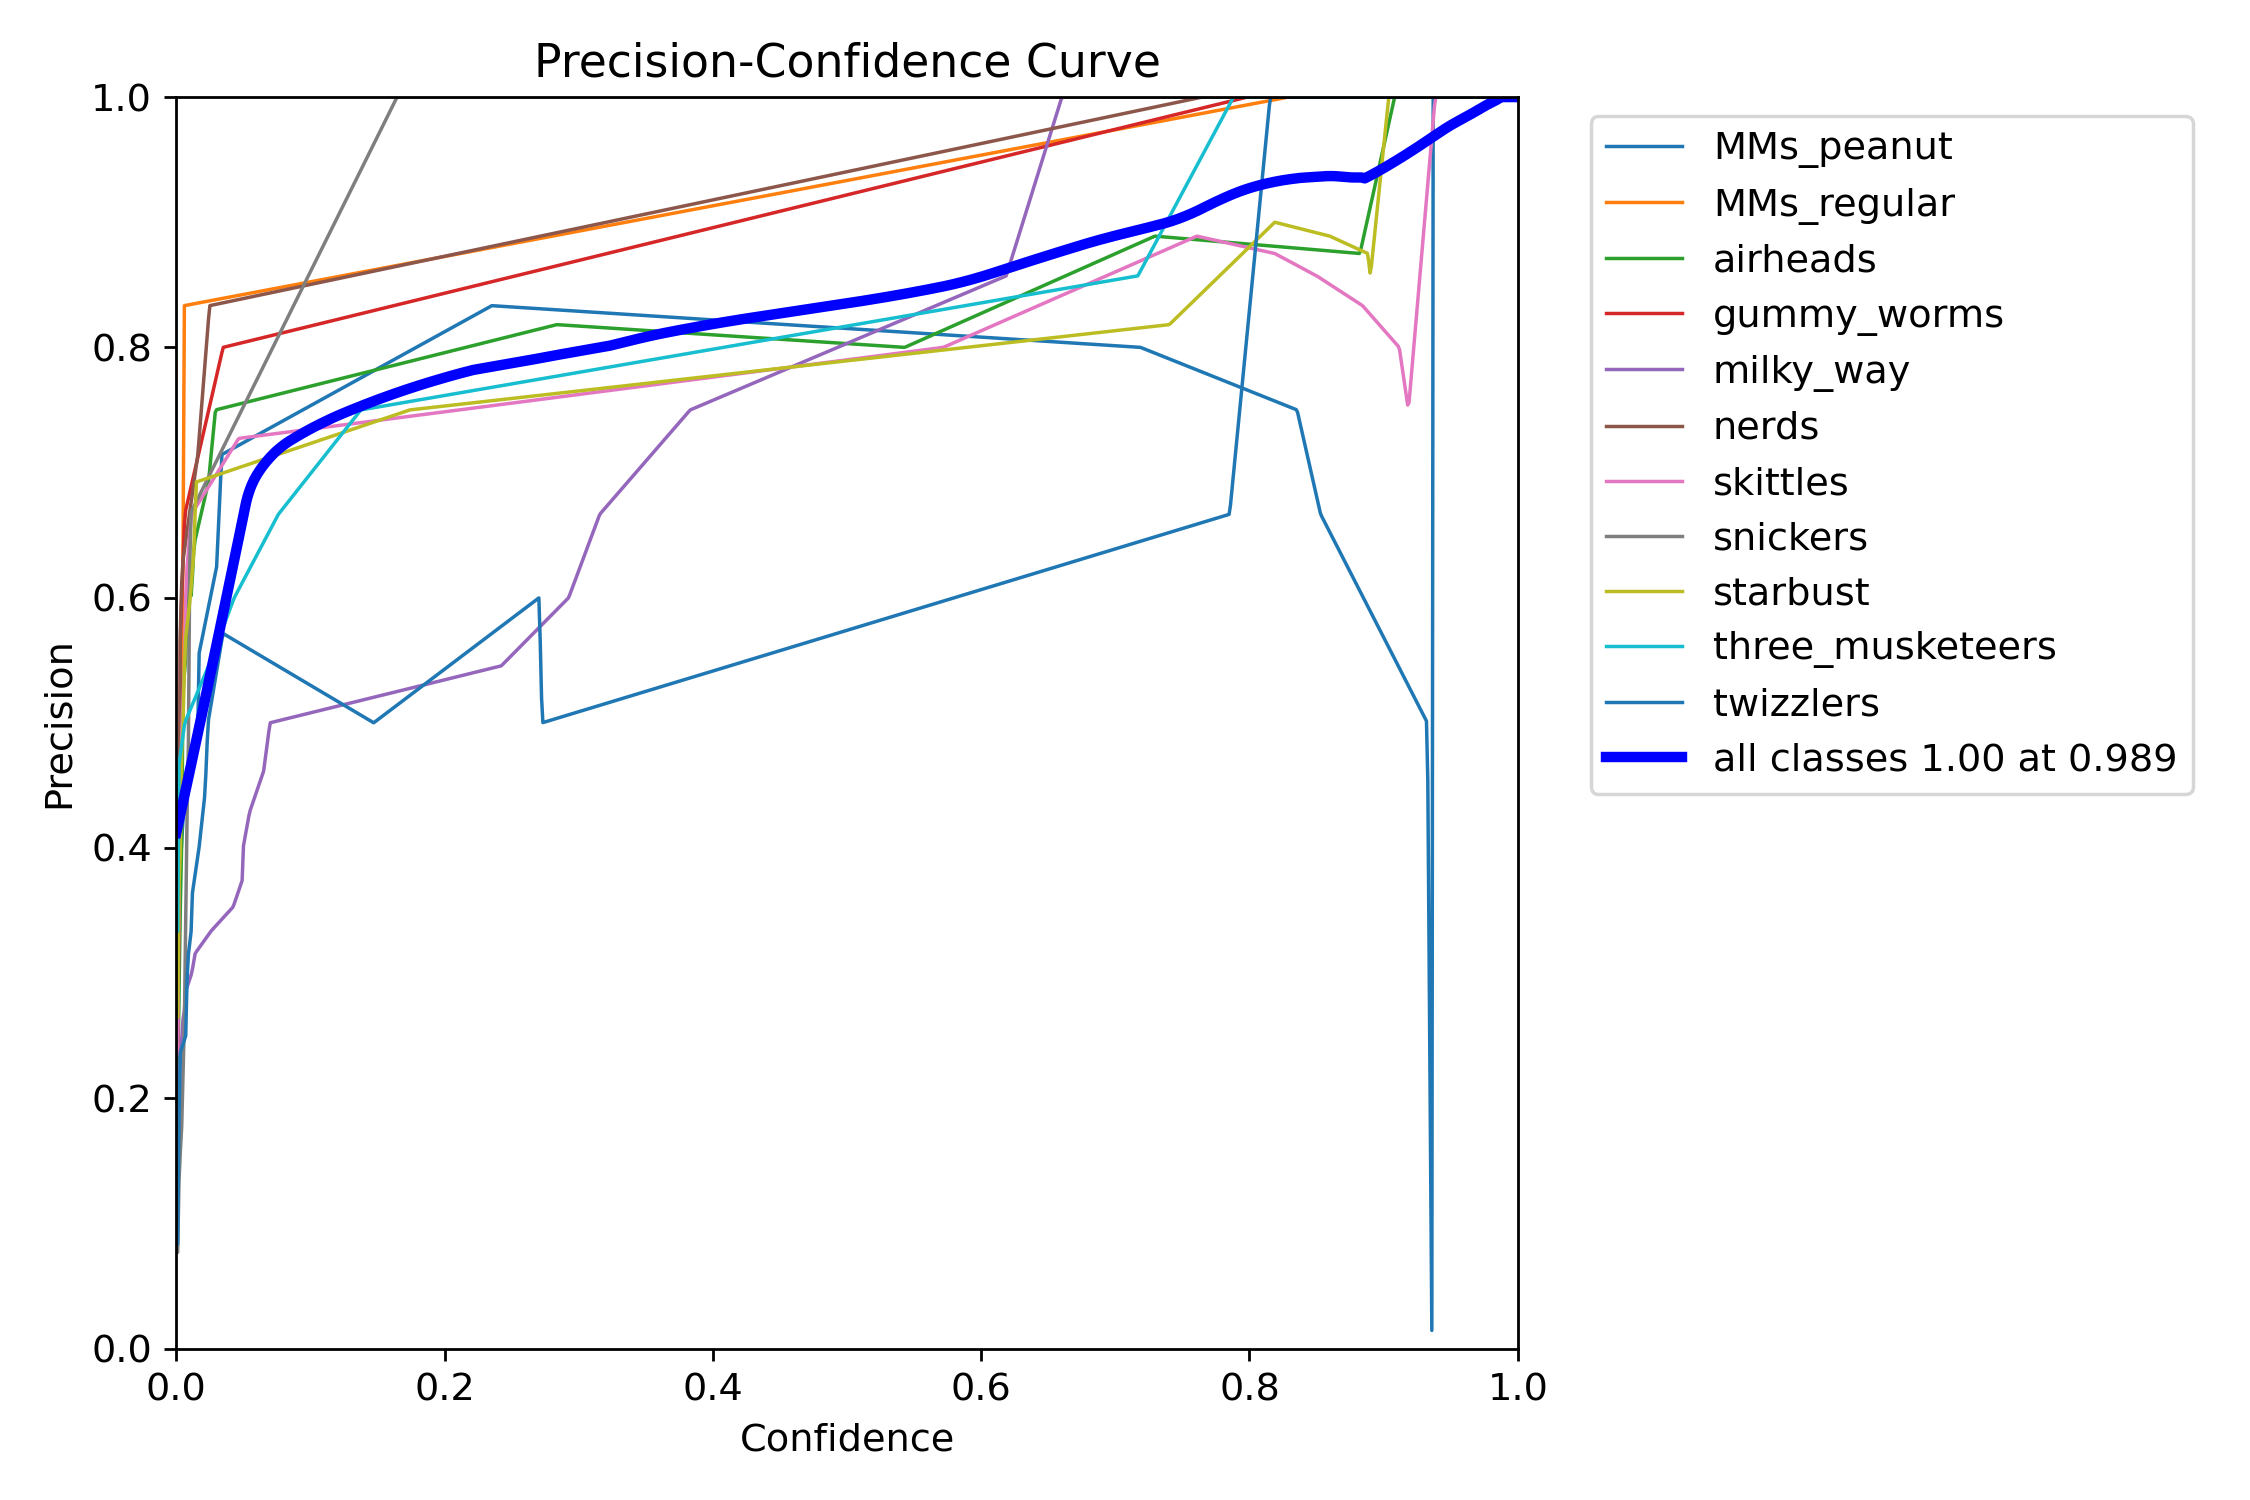 Precision-Confidence Curve
1.0
0.8
0.6
0.4
0.2
0.0
Precision
0.0 0.2 0.4 0.6 0.8 1.0
Confidence
MMs_peanut
MMs_regular
airheads
gummy_worms
milky_way
nerds
skittles
snickers
starbust
three_musketeers
twizzlers
all classes 1.00 at 0.989